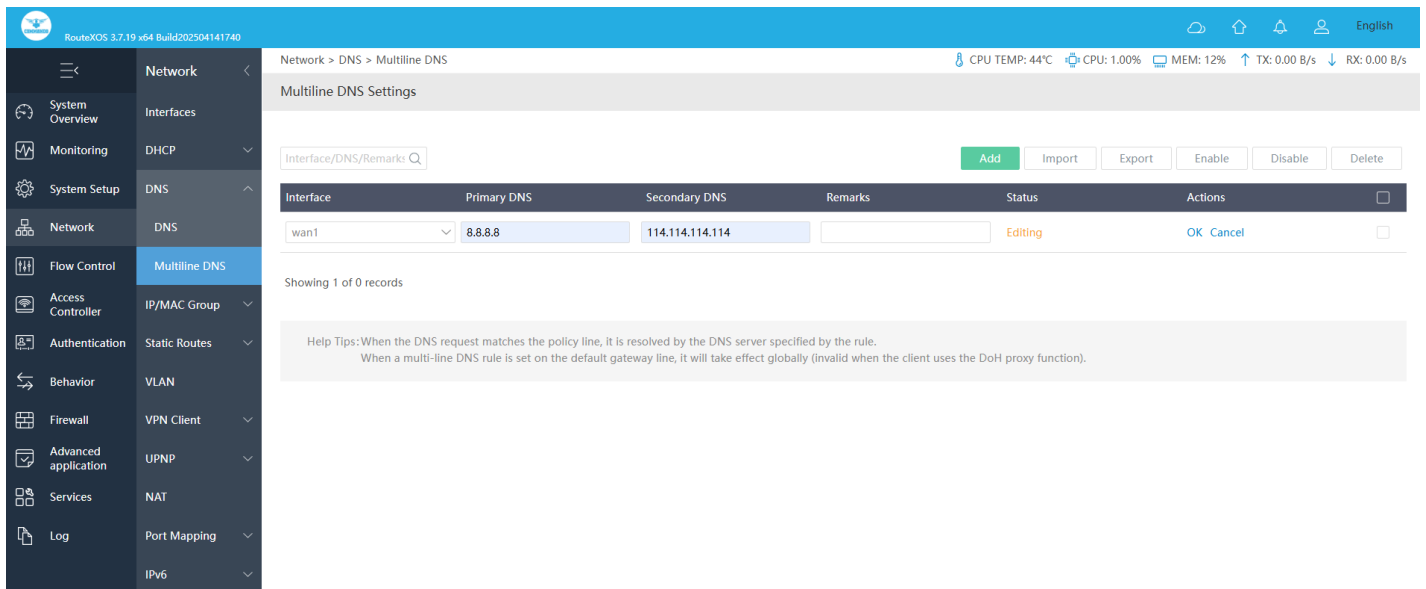 RouteXOS 3.7.19 x64 Build202504141740
English
Network
Network > DNS > Multiline DNS
CPU TEMP: 44℃ CPU: 1.00% MEM: 12% TX: 0.00 B/s RX: 0.00 B/s
Multiline DNS Settings
System
Overview
Monitoring
System Setup
Network
Flow Control
Access
Controller
Authentication
Behavior
Firewall
Advanced
application
Services
Log
Interfaces
DHCP
DNS
DNS
Multiline DNS
IP/MAC Group
Static Routes
VLAN
VPN Client
UPNP
NAT
Port Mapping
IPv6
Interface/DNS/Remarks
Add Import Export Enable Disable Delete
Interface Primary DNS Secondary DNS Remarks Status Actions
wan1 8.8.8.8 114.114.114.114 Editing OK Cancel
Showing 1 of 0 records
Help Tips: When the DNS request matches the policy line, it is resolved by the DNS server specified by the rule.
When a multi-line DNS rule is set on the default gateway line, it will take effect globally (invalid when the client uses the DoH proxy function).